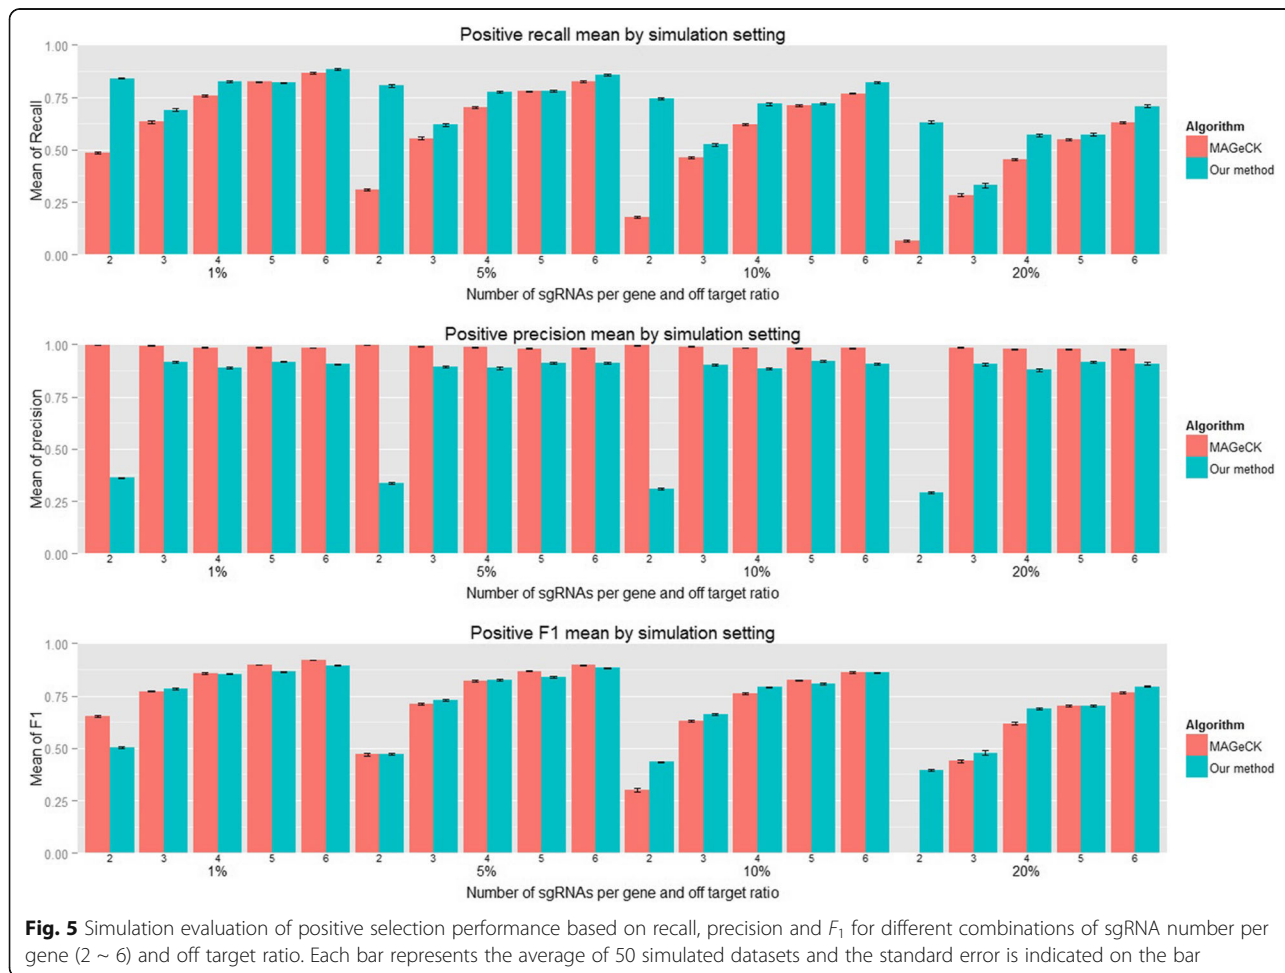 Positive recall mean by simulation setting
1.00
0.75
0.50
0.25
0.00
Mean of Recall
2 3 4 5 6 2 3 4 5 6 2 3 4 5 6 2 3 4 5 6
1% 5% 10% 20%
Number of sgRNAs per gene and off target ratio
Algorithm
MAGeCK
Our method
Positive precision mean by simulation setting
1.00
0.75
0.50
0.25
0.00
Mean of precision
2 3 4 5 6 2 3 4 5 6 2 3 4 5 6 2 3 4 5 6
1% 5% 10% 20%
Number of sgRNAs per gene and off target ratio
Algorithm
MAGeCK
Our method
Positive F1 mean by simulation setting
1.00
0.75
0.50
0.25
0.00
Mean of F1
2 3 4 5 6 2 3 4 5 6 2 3 4 5 6 2 3 4 5 6
1% 5% 10% 20%
Number of sgRNAs per gene and off target ratio
Algorithm
MAGeCK
Our method
Fig. 5 Simulation evaluation of positive selection performance based on recall, precision and F1 for different combinations of sgRNA number per
gene (2 ~ 6) and off target ratio. Each bar represents the average of 50 simulated datasets and the standard error is indicated on the bar